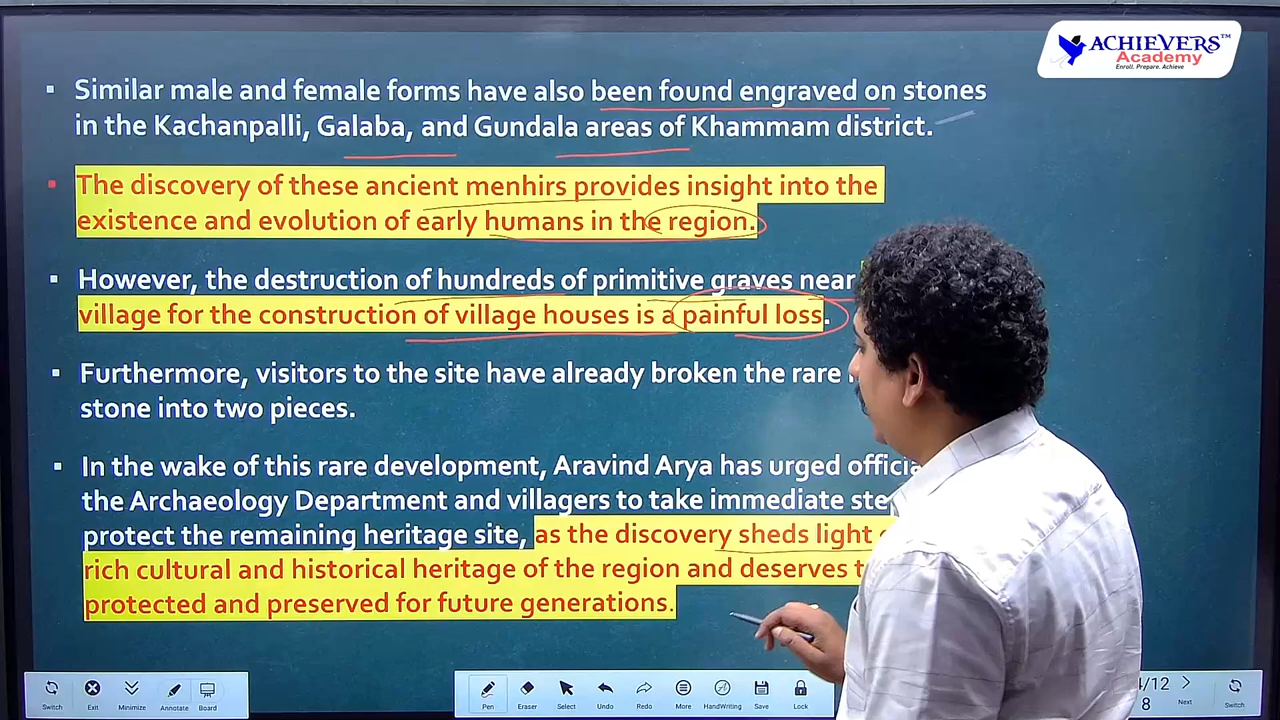 ACHIEVERS™
Academy
Enroll. Prepare. Achieve
▪ Similar male and female forms have also been found engraved on stones
in the Kachanpalli, Galaba, and Gundala areas of Khammam district.
▪ The discovery of these ancient menhirs provides insight into the
existence and evolution of early humans in the region.
▪ However, the destruction of hundreds of primitive graves near
village for the construction of village houses is a painful loss.
▪ Furthermore, visitors to the site have already broken the rare
stone into two pieces.
▪ In the wake of this rare development, Aravind Arya has urged
the Archaeology Department and villagers to take immediate
protect the remaining heritage site, as the discovery sheds light
rich cultural and historical heritage of the region and deserves
protected and preserved for future generations.
Switch Exit Minimize Annotate Board
Pen Eraser Select Undo Redo More HandWriting Save Lock
/12
8
Next
Switch